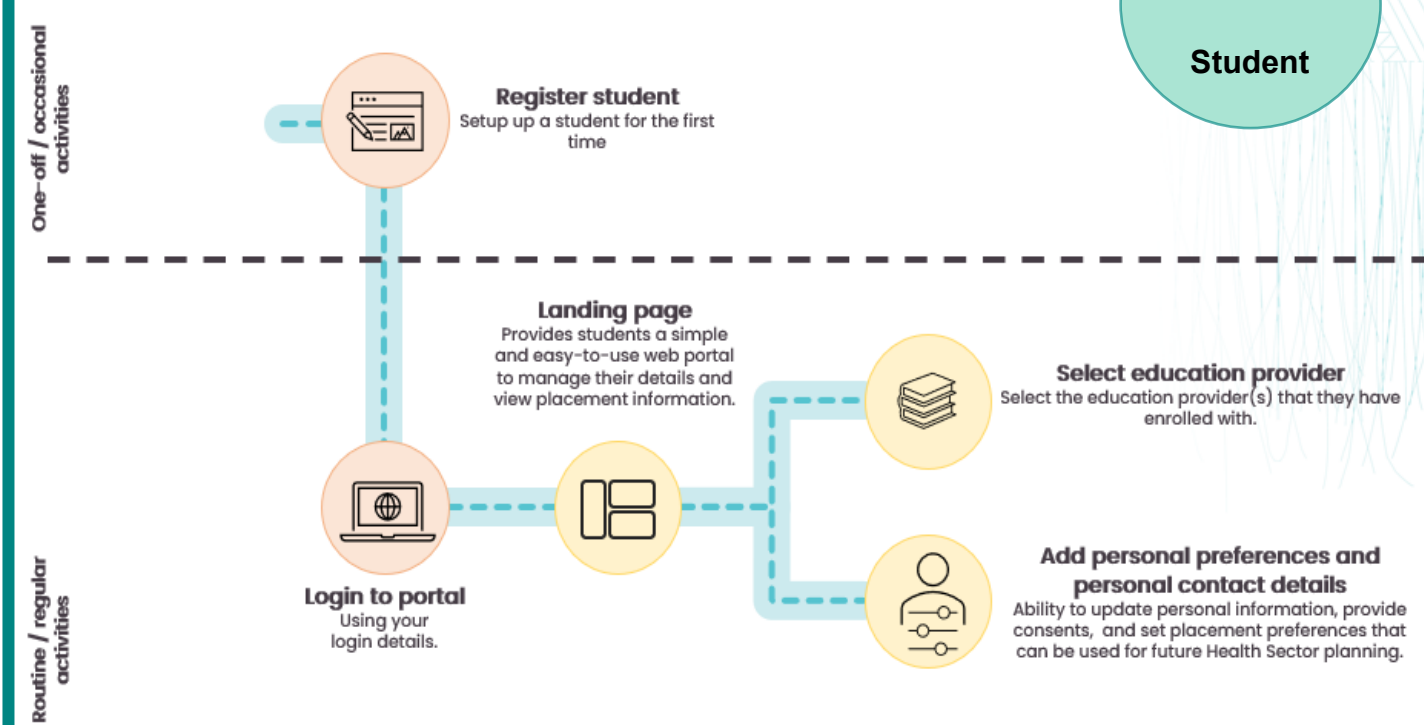 Student
One-off / occasional
activities
Register student
Setup up a student for the first
time
Landing page
Provides students a simple
and easy-to-use web portal
to manage their details and
view placement information.
Select education provider
Select the education provider(s) that they have
enrolled with.
Routine / regular
activities
Login to portal
Using your
login details.
Add personal preferences and
personal contact details
Ability to update personal information, provide
consents, and set placement preferences that
can be used for future Health Sector planning.